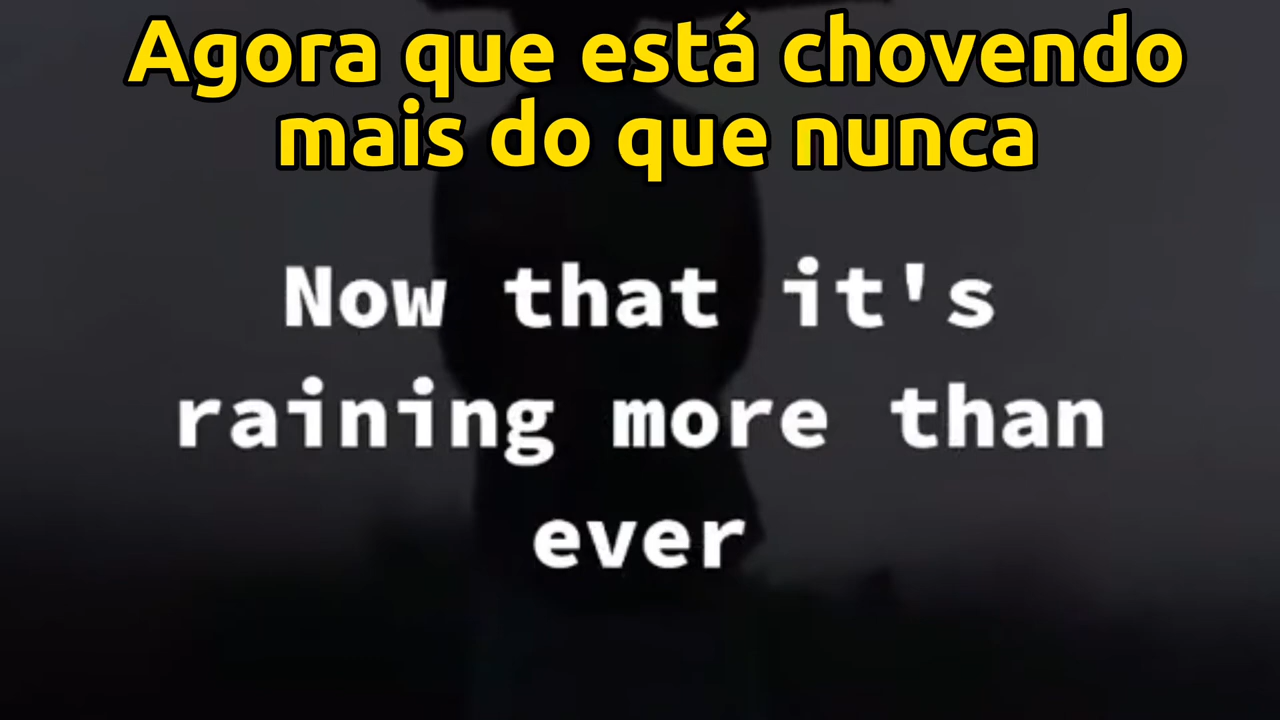 Agora que está chovendo
mais do que nunca
Now that it's
raining more than
ever